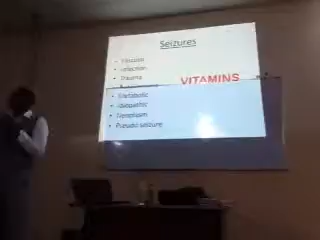 Seizures
• Vascular
• Infection
• Trauma
VITAMINS
• Metabolic
• Idiopathic
• Neoplasm
• Pseudo seizure